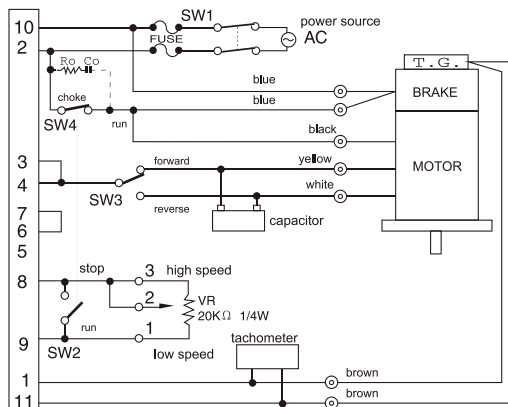 10
SW1
power source
AC
FUSE
2
Ro Co
T.G.
blue
BRAKE
choke
blue
run
SW4
black
3
forward
yellow
MOTOR
4
white
SW3
reverse
7
capacitor
6
5
stop
3
high speed
8
2
VR
20KΩ 1/4W
run
1
9
SW2
low speed
tachometer
1
brown
11
brown